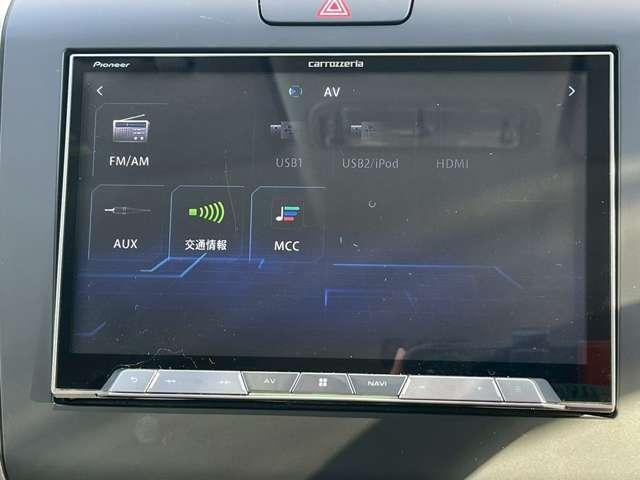 Pioneer
carrozzeria
AV
FM/AM
USB1
USB2/iPod
HDMI
AUX
交通情報
MCC
AV
NAVI